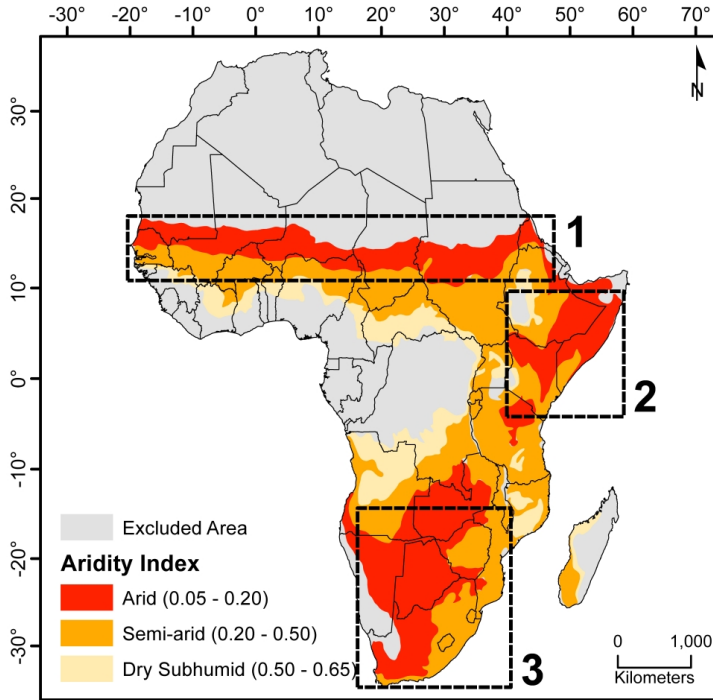 -30° -20° -10° 0° 10° 20° 30° 40° 50° 60° 70°
N
30°
20°
1
10°
0°
2
-10°
Excluded Area
Aridity Index
-20°
Arid (0.05 - 0.20)
Semi-arid (0.20 - 0.50)
-30°
Dry Subhumid (0.50 - 0.65)
3
0 1,000
Kilometers